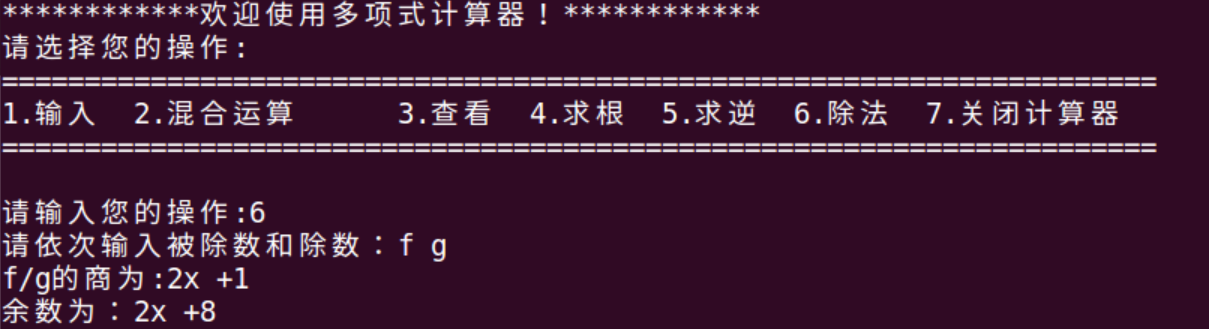 ************欢迎使用多项式计算器！************
请选择您的操作:
======================================================================
1.输入  2.混合运算      3.查看  4.求根  5.求逆  6.除法  7.关闭计算器
======================================================================
请输入您的操作:6
请依次输入被除数和除数：f g
f/g的商为:2x +1
余数为：2x +8